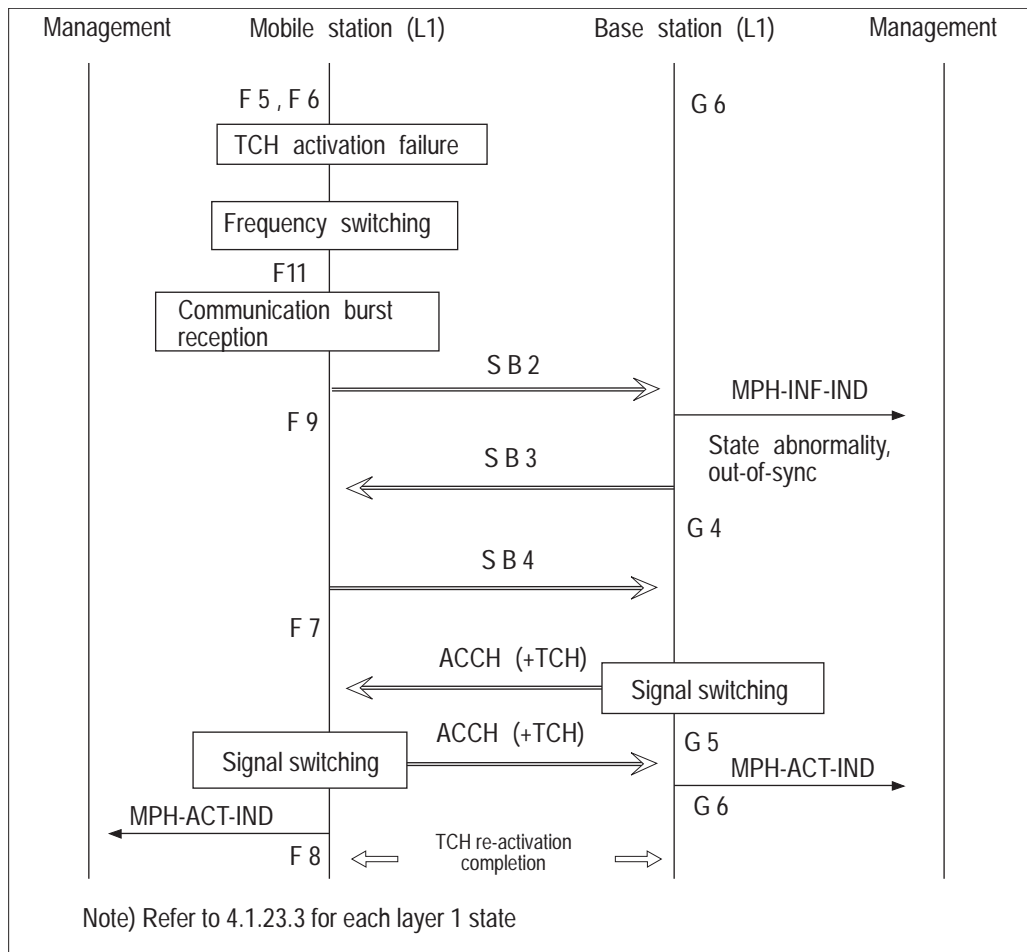 Management Mobile station (L1) Base station (L1) Management
F 5 , F 6
G 6
TCH activation failure
Frequency switching
F11
Communication burst
reception
S B 2
MPH-INF-IND
F 9
State abnormality,
out-of-sync
S B 3
G 4
S B 4
F 7
ACCH (+TCH)
Signal switching
ACCH (+TCH)
G 5
Signal switching
MPH-ACT-IND
G 6
MPH-ACT-IND
F 8
TCH re-activation
completion
Note) Refer to 4.1.23.3 for each layer 1 state